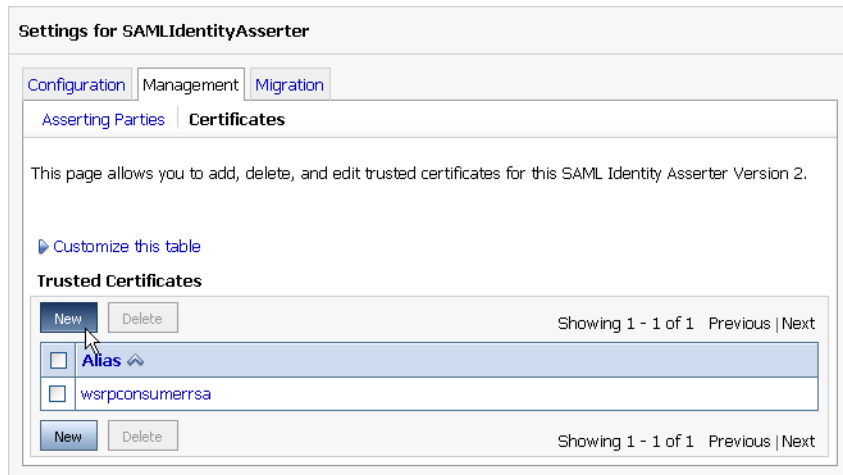 Settings for SAMLIdentityAsserter
Configuration Management Migration
Asserting Parties Certificates
This page allows you to add, delete, and edit trusted certificates for this SAML Identity Asserter Version 2.
Customize this table
Trusted Certificates
New Delete Showing 1 - 1 of 1 Previous | Next
Alias
wsrpconsumerrsa
New Delete Showing 1 - 1 of 1 Previous | Next